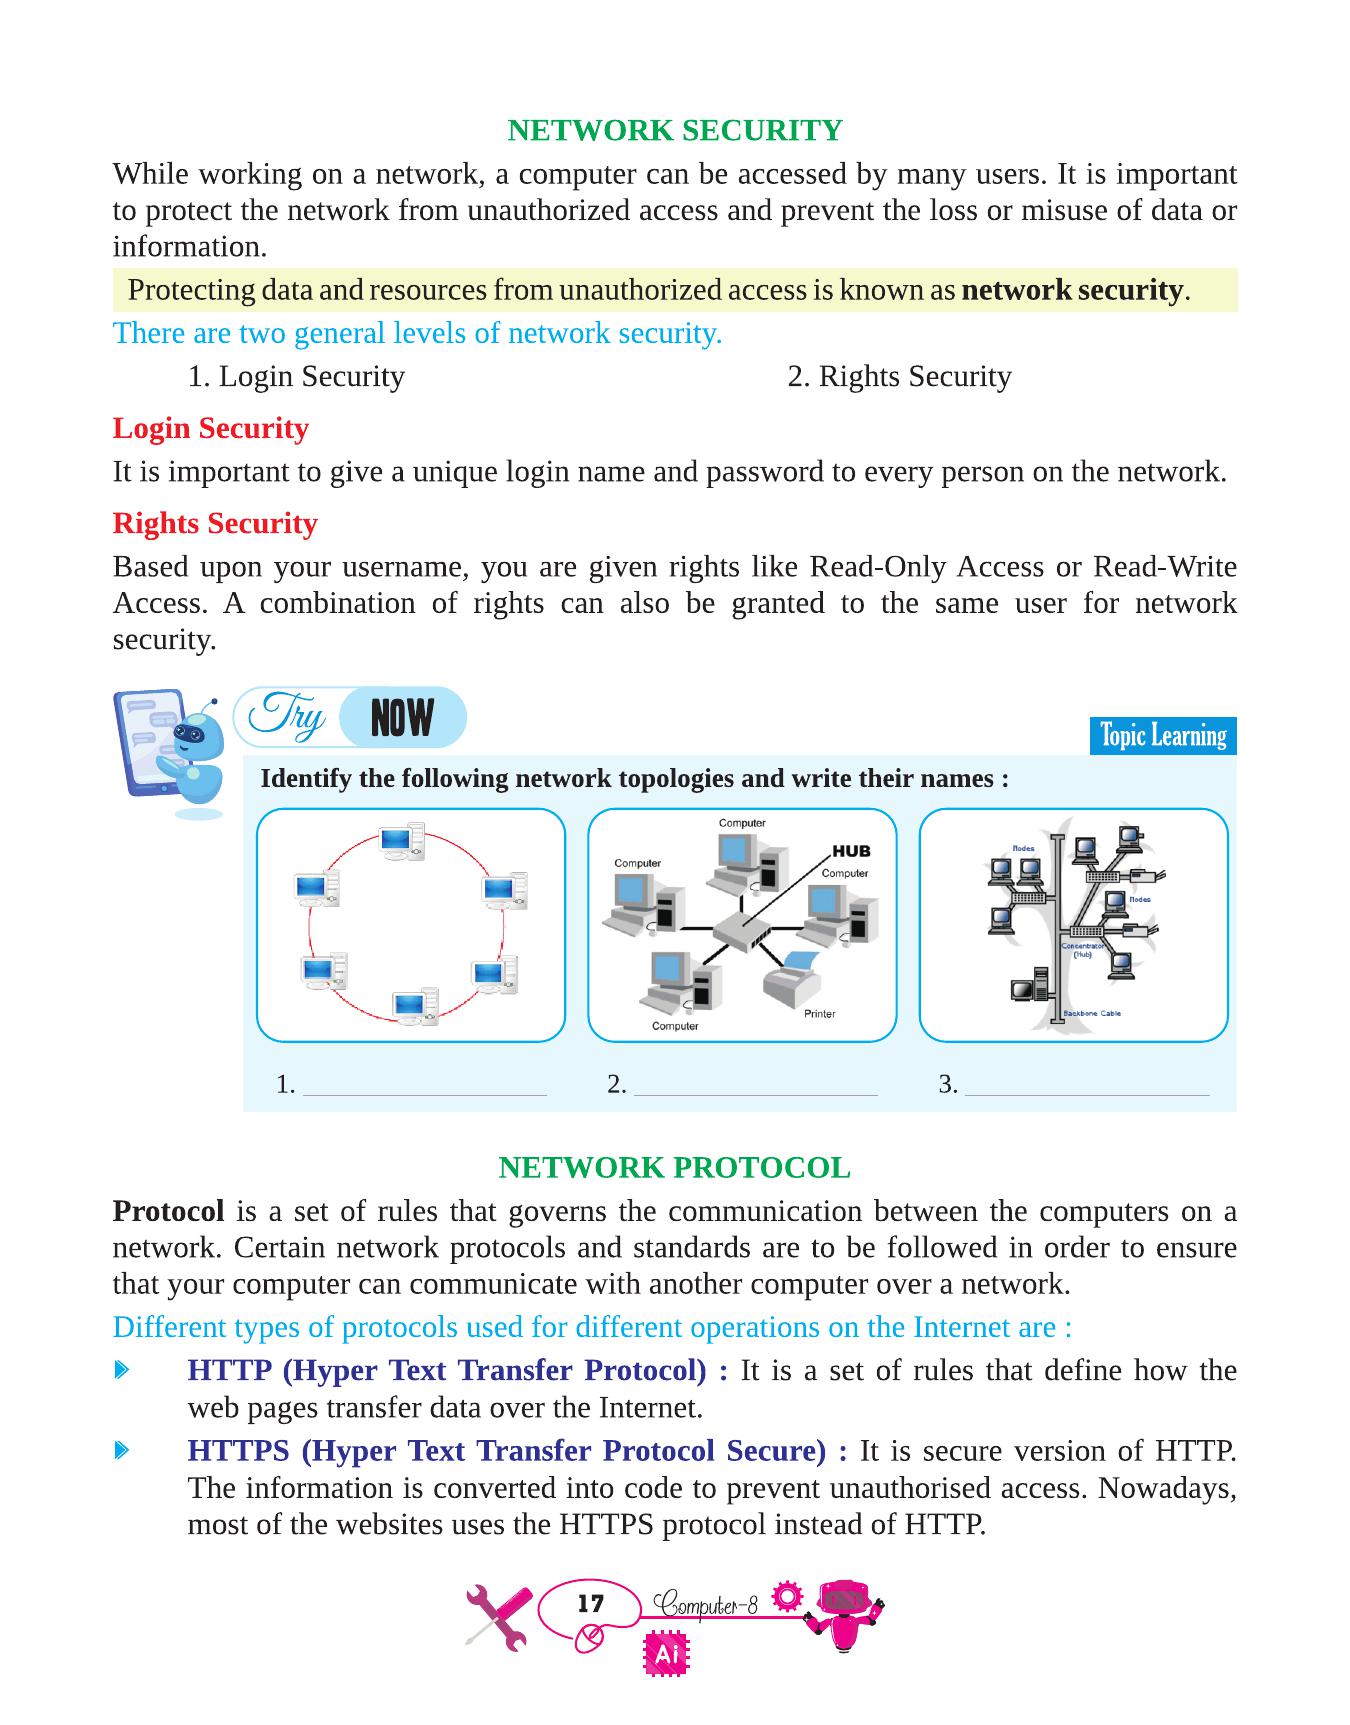 NETWORK SECURITY
While working on a network, a computer can be accessed by many users. It is important
to protect the network from unauthorized access and prevent the loss or misuse of data or
information.
Protecting data and resources from unauthorized access is known as network security.
There are two general levels of network security.
1. Login Security 2. Rights Security
Login Security
It is important to give a unique login name and password to every person on the network.
Rights Security
Based upon your username, you are given rights like Read-Only Access or Read-Write
Access. A combination of rights can also be granted to the same user for network
security.
Try NOW
Topic Learning
Identify the following network topologies and write their names :
Computer
HUB
Computer
Computer
Computer
Printer
Nodes
Nodes
Concentrator
(Hub)
Backbone Cable
1. 2. 3.
NETWORK PROTOCOL
Protocol is a set of rules that governs the communication between the computers on a
network. Certain network protocols and standards are to be followed in order to ensure
that your computer can communicate with another computer over a network.
Different types of protocols used for different operations on the Internet are :
HTTP (Hyper Text Transfer Protocol) : It is a set of rules that define how the
web pages transfer data over the Internet.
HTTPS (Hyper Text Transfer Protocol Secure) : It is secure version of HTTP.
The information is converted into code to prevent unauthorised access. Nowadays,
most of the websites uses the HTTPS protocol instead of HTTP.
17 Computer-8
Ai